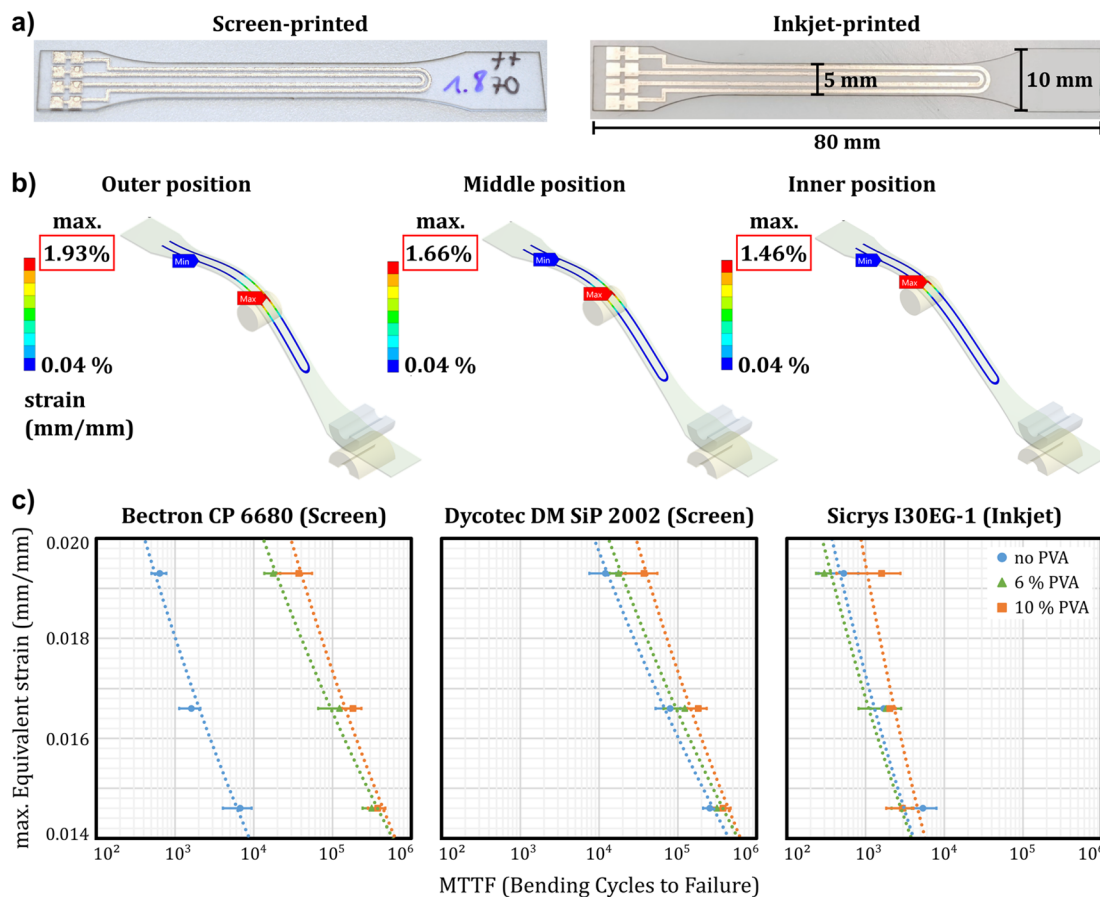 a)
Screen-printed
Inkjet-printed
1.8
77
70
5 mm
10 mm
80 mm
b)
Outer position
Middle position
Inner position
max.
1.93%
Min
Max
0.04 %
strain
(mm/mm)
max.
1.66%
Min
Max
0.04 %
max.
1.46%
Min
Max
0.04 %
c)
Bectron CP 6680 (Screen)
Dycotec DM SiP 2002 (Screen)
Sicrys I30EG-1 (Inkjet)
max. Equivalent strain (mm/mm)
0.020
0.018
0.016
0.014
no PVA
6 % PVA
10 % PVA
10² 10³ 10⁴ 10⁵ 10⁶
10² 10³ 10⁴ 10⁵ 10⁶
10² 10³ 10⁴ 10⁵ 10⁶
MTTF (Bending Cycles to Failure)